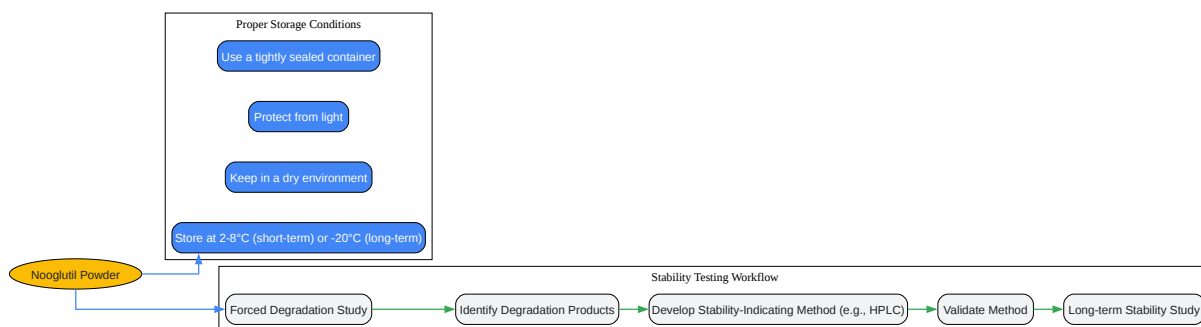 Proper Storage Conditions
Use a tightly sealed container
Protect from light
Keep in a dry environment
Store at 2-8°C (short-term) or -20°C (long-term)
Nooglutil Powder
Stability Testing Workflow
Forced Degradation Study
Identify Degradation Products
Develop Stability-Indicating Method (e.g., HPLC)
Validate Method
Long-term Stability Study